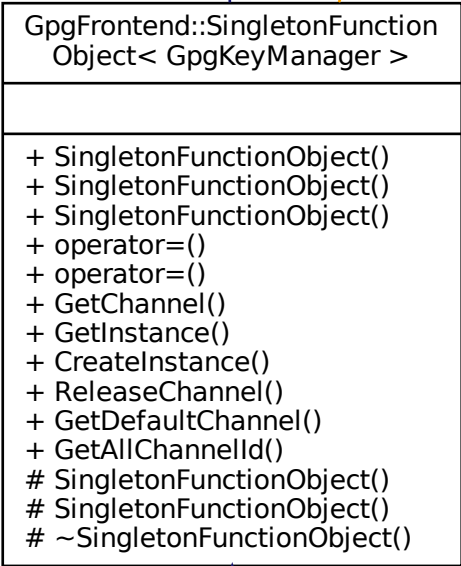 GpgFrontend::SingletonFunction
Object< GpgKeyManager >
+ SingletonFunctionObject()
+ SingletonFunctionObject()
+ SingletonFunctionObject()
+ operator=()
+ operator=()
+ GetChannel()
+ GetInstance()
+ CreateInstance()
+ ReleaseChannel()
+ GetDefaultChannel()
+ GetAllChannelId()
# SingletonFunctionObject()
# SingletonFunctionObject()
# ~SingletonFunctionObject()